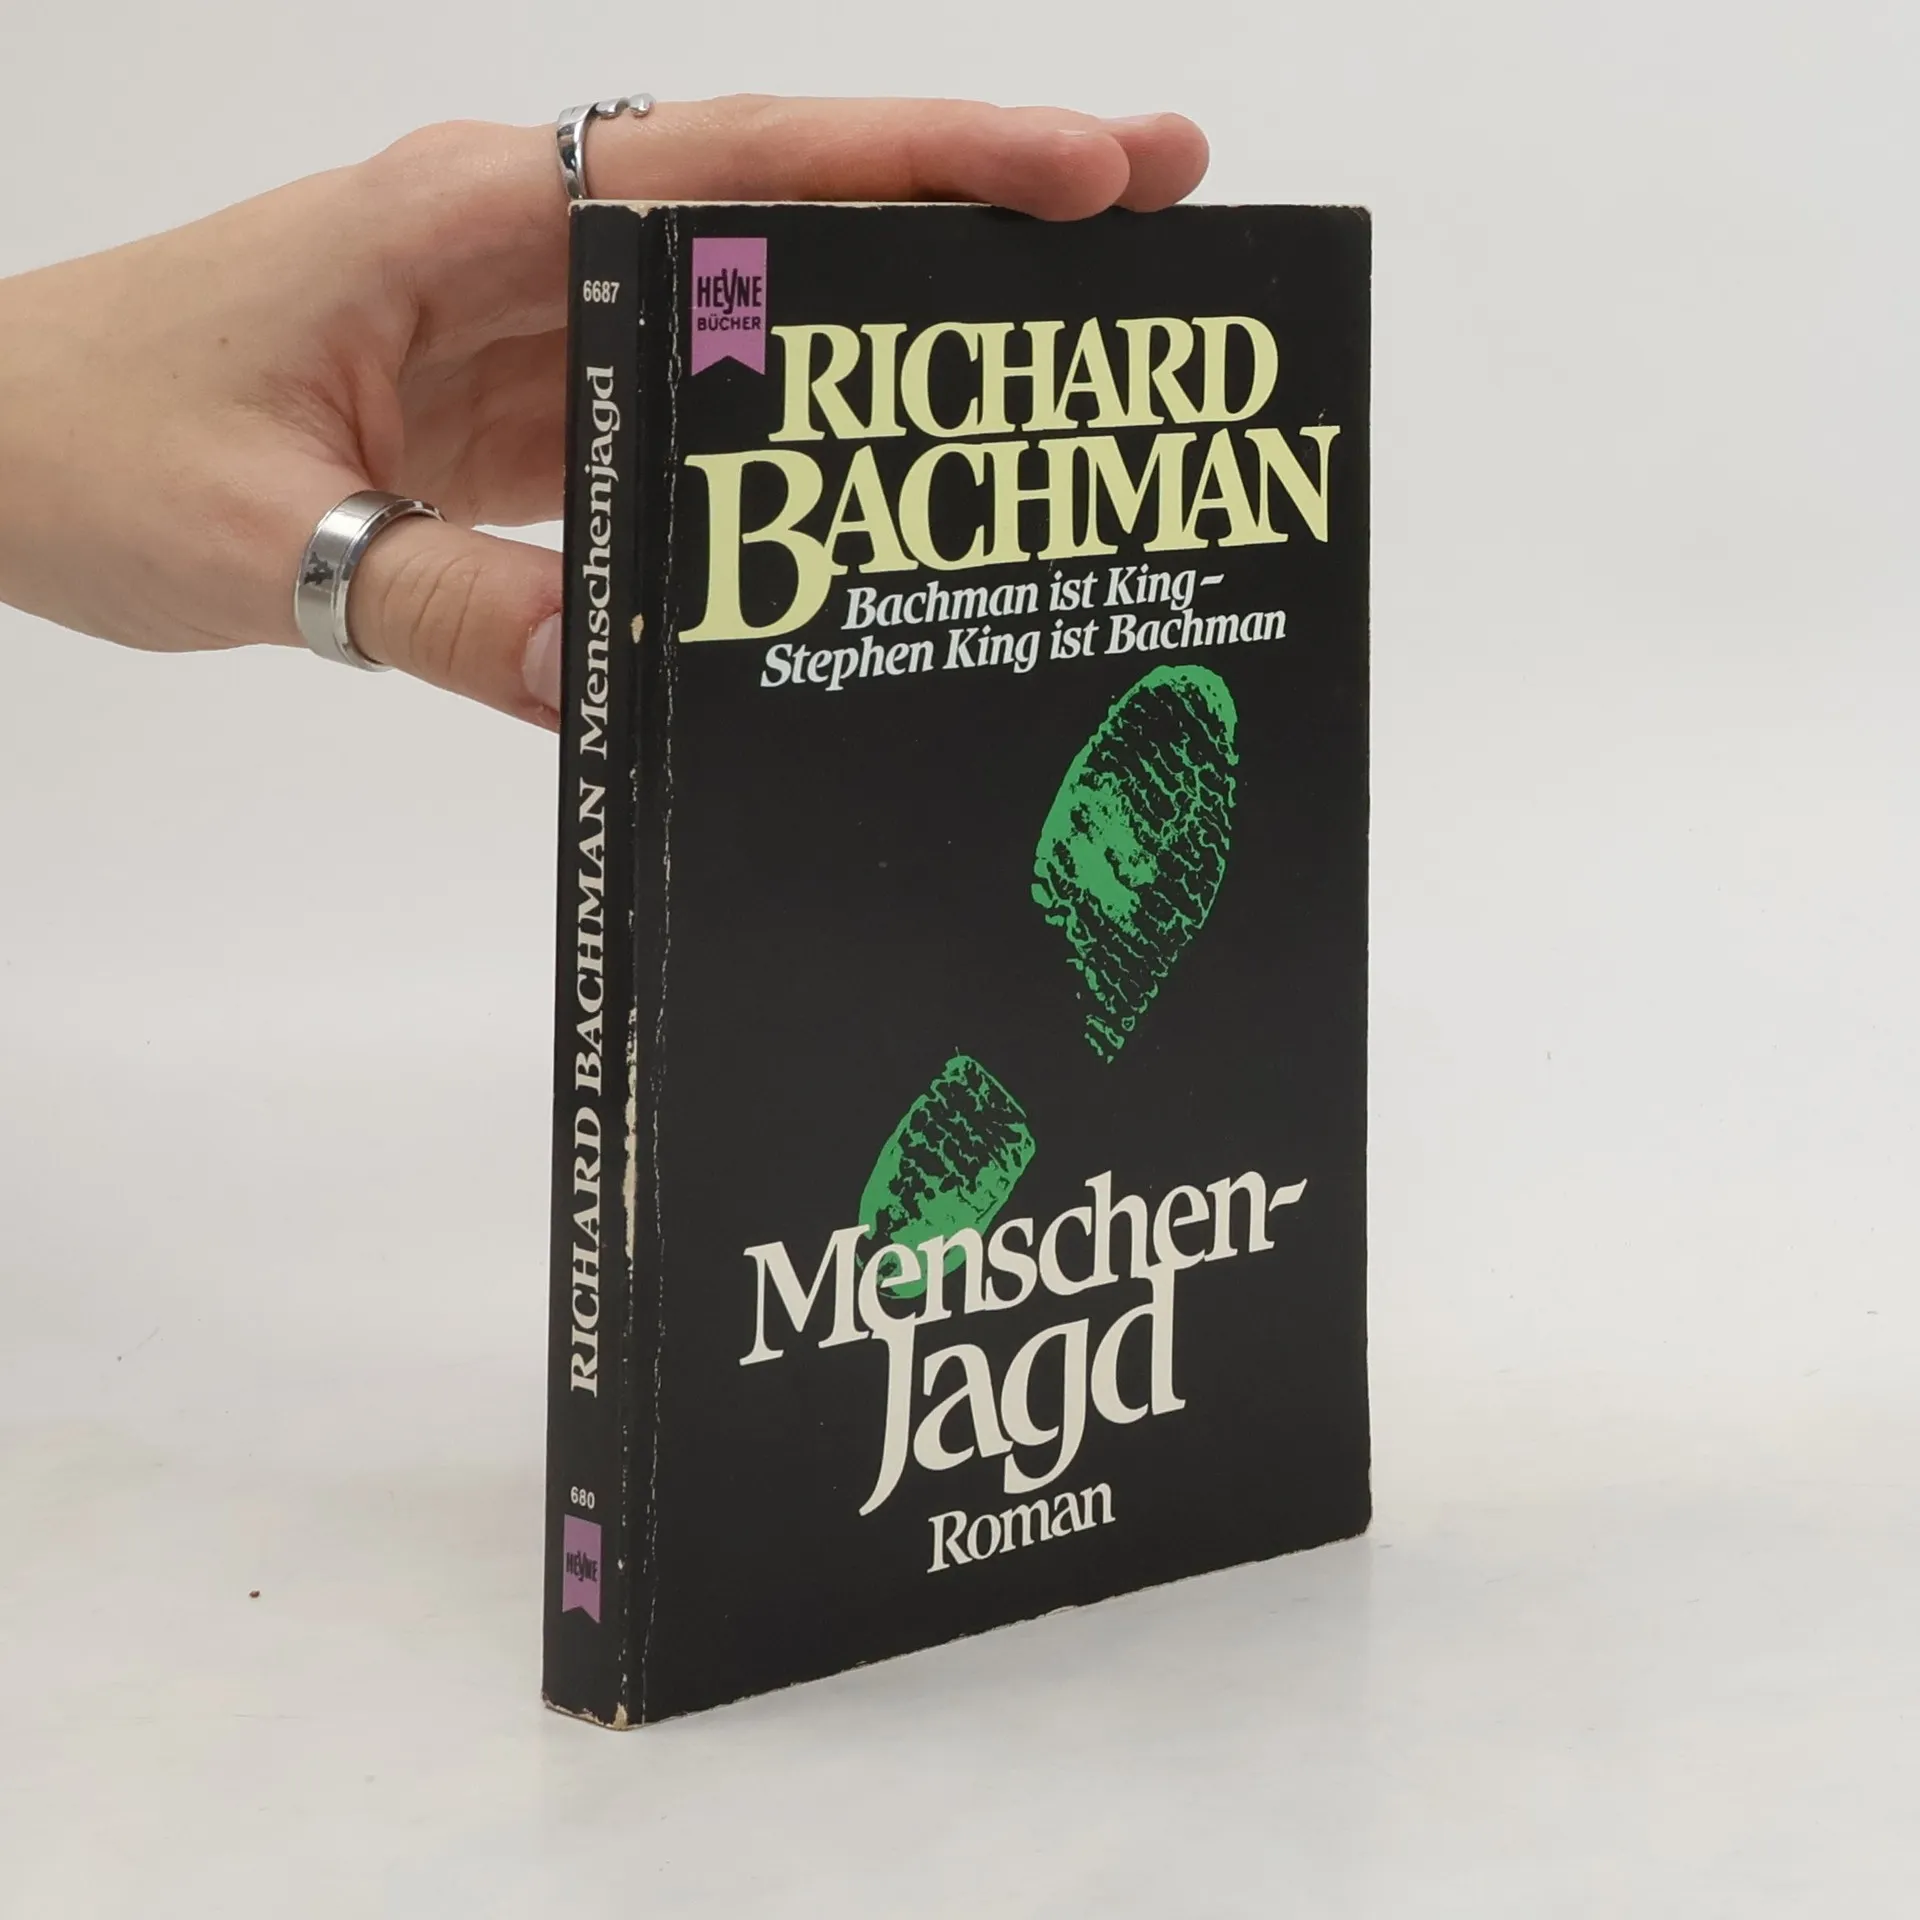 6687
RICHARD BACHMAN Menschenjagd
680
HEYNE
HEYNE
BÜCHER
RICHARD
BACHMAN
Bachman ist King–
Stephen King ist Bachman
Menschen-
Jagd
Roman